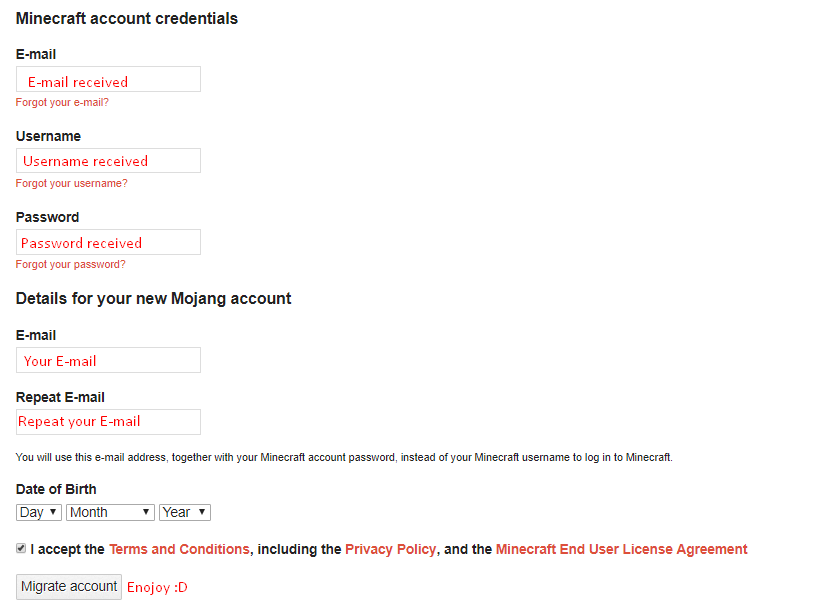 Minecraft account credentials
E-mail
E-mail received
Forgot your e-mail?
Username
Username received
Forgot your username?
Password
Password received
Forgot your password?
Details for your new Mojang account
E-mail
Your E-mail
Repeat E-mail
Repeat your E-mail
You will use this e-mail address, together with your Minecraft account password, instead of your Minecraft username to log in to Minecraft.
Date of Birth
Day Month Year
I accept the Terms and Conditions, including the Privacy Policy, and the Minecraft End User License Agreement
Migrate account Enojoy :D